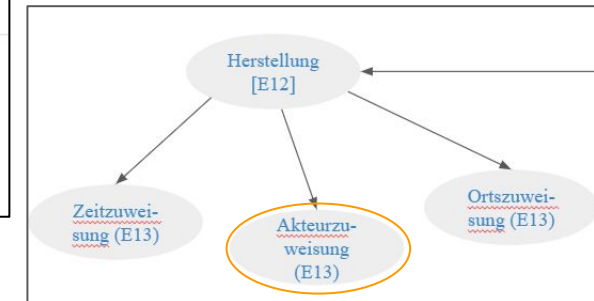 Herstellung
[E12]
Zeitzuwei-
sung (E13)
Akteurzu-
weisung
(E13)
Ortszuwei-
sung (E13)